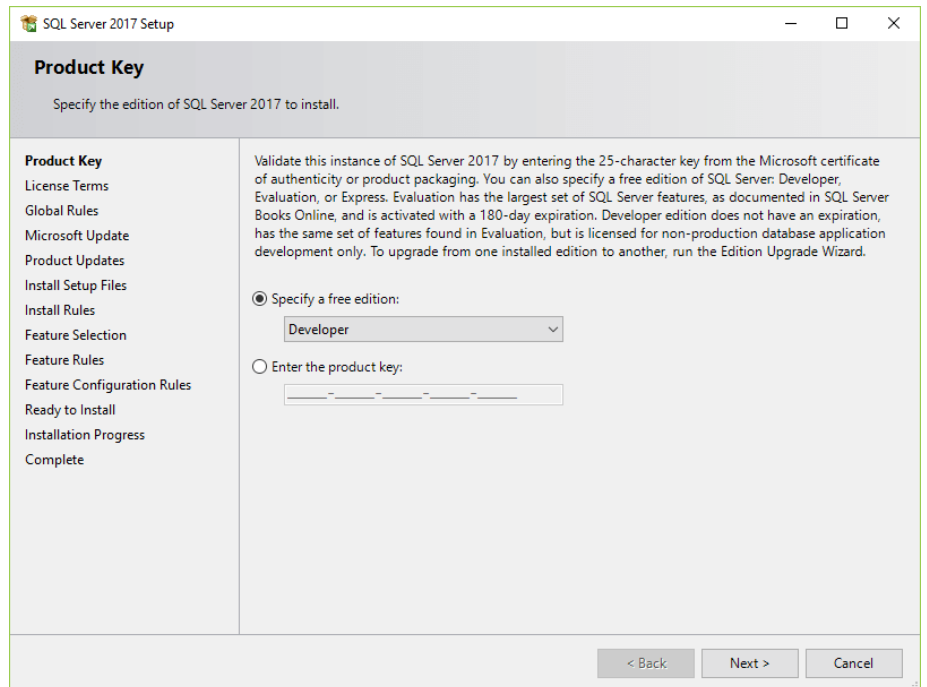 SQL Server 2017 Setup
Product Key
Specify the edition of SQL Server 2017 to install.
Product Key
License Terms
Global Rules
Microsoft Update
Product Updates
Install Setup Files
Install Rules
Feature Selection
Feature Rules
Feature Configuration Rules
Ready to Install
Installation Progress
Complete
Validate this instance of SQL Server 2017 by entering the 25-character key from the Microsoft certificate
of authenticity or product packaging. You can also specify a free edition of SQL Server: Developer,
Evaluation, or Express. Evaluation has the largest set of SQL Server features, as documented in SQL Server
Books Online, and is activated with a 180-day expiration. Developer edition does not have an expiration,
has the same set of features found in Evaluation, but is licensed for non-production database application
development only. To upgrade from one installed edition to another, run the Edition Upgrade Wizard.
Specify a free edition:
Developer
Enter the product key:
_____-_____-_____-_____-_____
< Back
Next >
Cancel